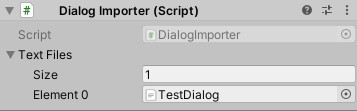 Dialog Importer (Script)
Script DialogImporter
Text Files
Size 1
Element 0 TestDialog